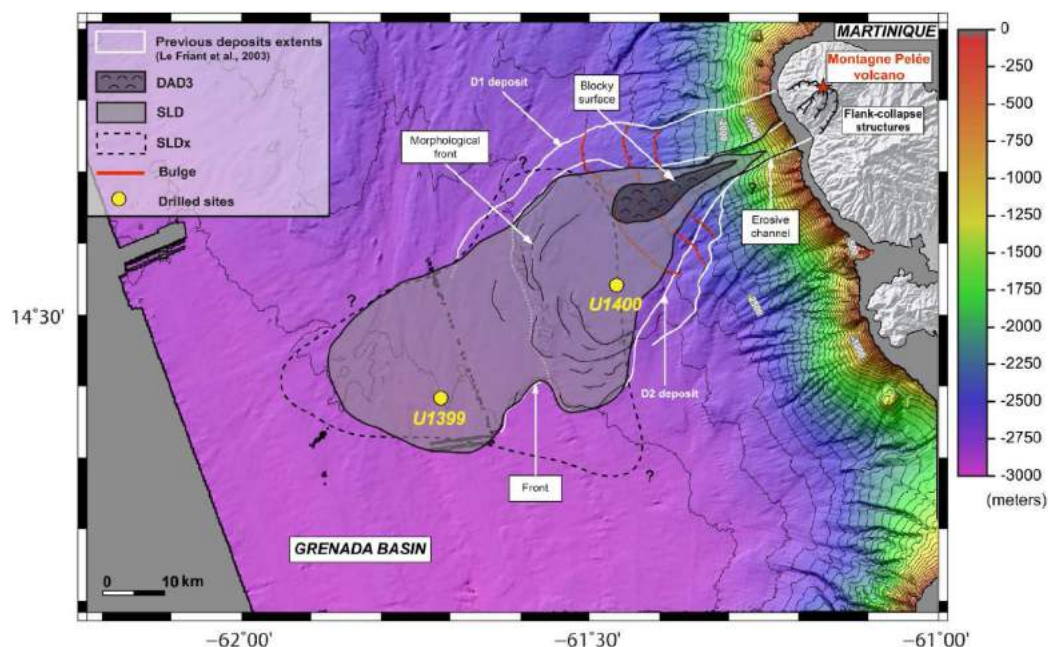 Previous deposits extents
(Le Friant et al., 2003)
DAD3
SLD
SLDx
Bulge
Drilled sites
MARTINIQUE
Montagne Pelée
volcano
Flank-collapse
structures
D1 deposit
Blocky
surface
Morphological
front
?
?
Erosive
channel
U1400
?
U1399
D2 deposit
?
Front
GRENADA BASIN
0 10 km
14°30'
−62°00' −61°30' −61°00'
0
-250
-500
-750
-1000
-1250
-1500
-1750
-2000
-2250
-2500
-2750
-3000
(meters)